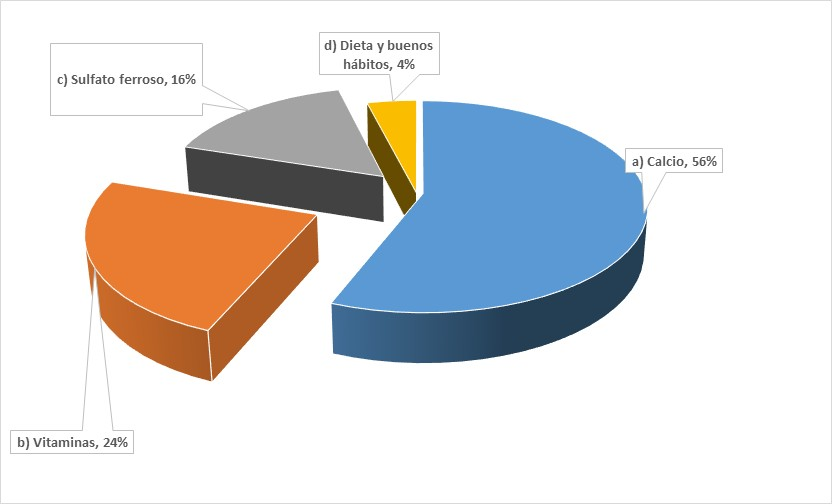 d) Dieta y buenos
hábitos, 4%
c) Sulfato ferroso, 16%
a) Calcio, 56%
b) Vitaminas, 24%